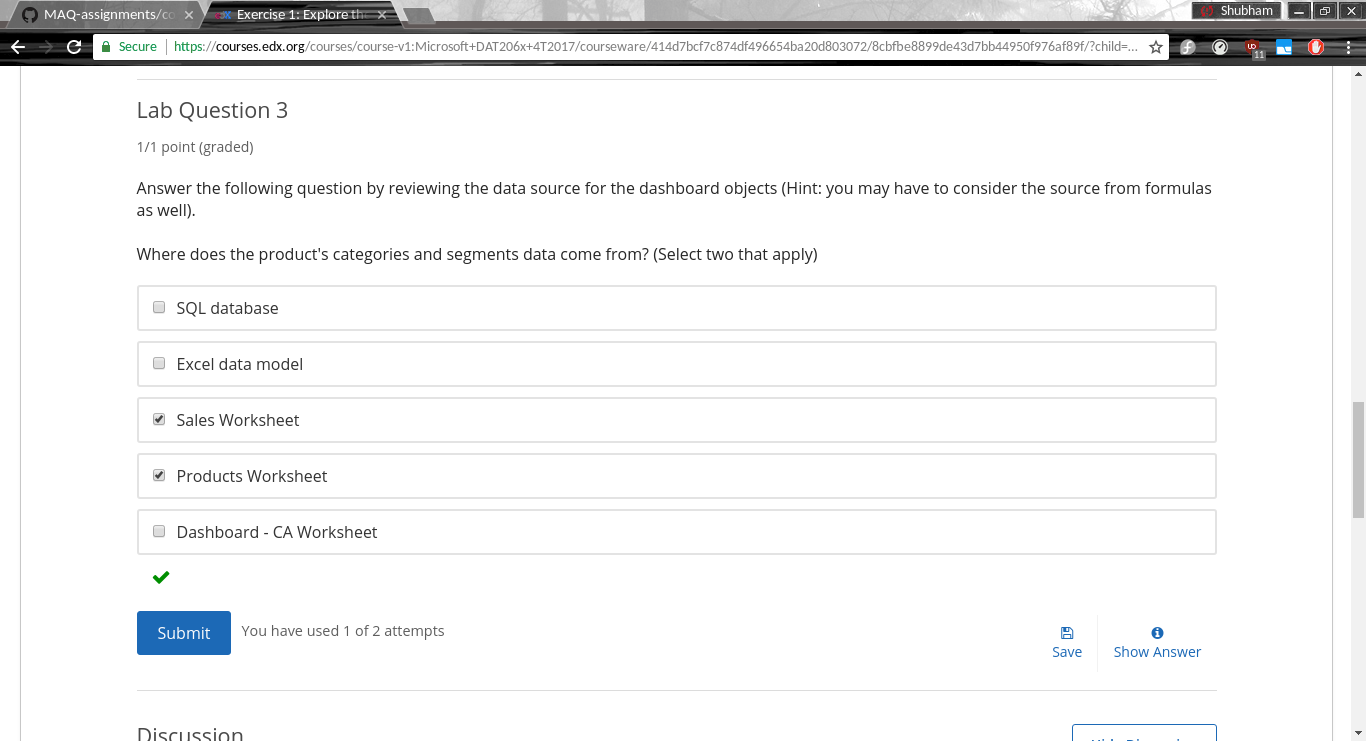 MAQ-assignments/co
Exercise 1: Explore th
Shubham
Secure
https://courses.edx.org/courses/course-v1:Microsoft+DAT206x+4T2017/courseware/414d7bcf7c874df496654ba20d803072/8cbfbe8899de43d7bb44950f976af89f/?child=...
11
Lab Question 3
1/1 point (graded)
Answer the following question by reviewing the data source for the dashboard objects (Hint: you may have to consider the source from formulas
as well).
Where does the product's categories and segments data come from? (Select two that apply)
SQL database
Excel data model
Sales Worksheet
Products Worksheet
Dashboard - CA Worksheet
Submit
You have used 1 of 2 attempts
Save
Show Answer
Discussion